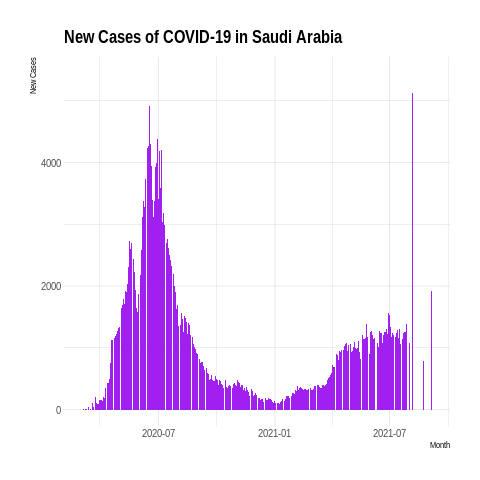 New Cases of COVID-19 in Saudi Arabia
New Cases
4000
2000
0
2020-07
2021-01
2021-07
Month